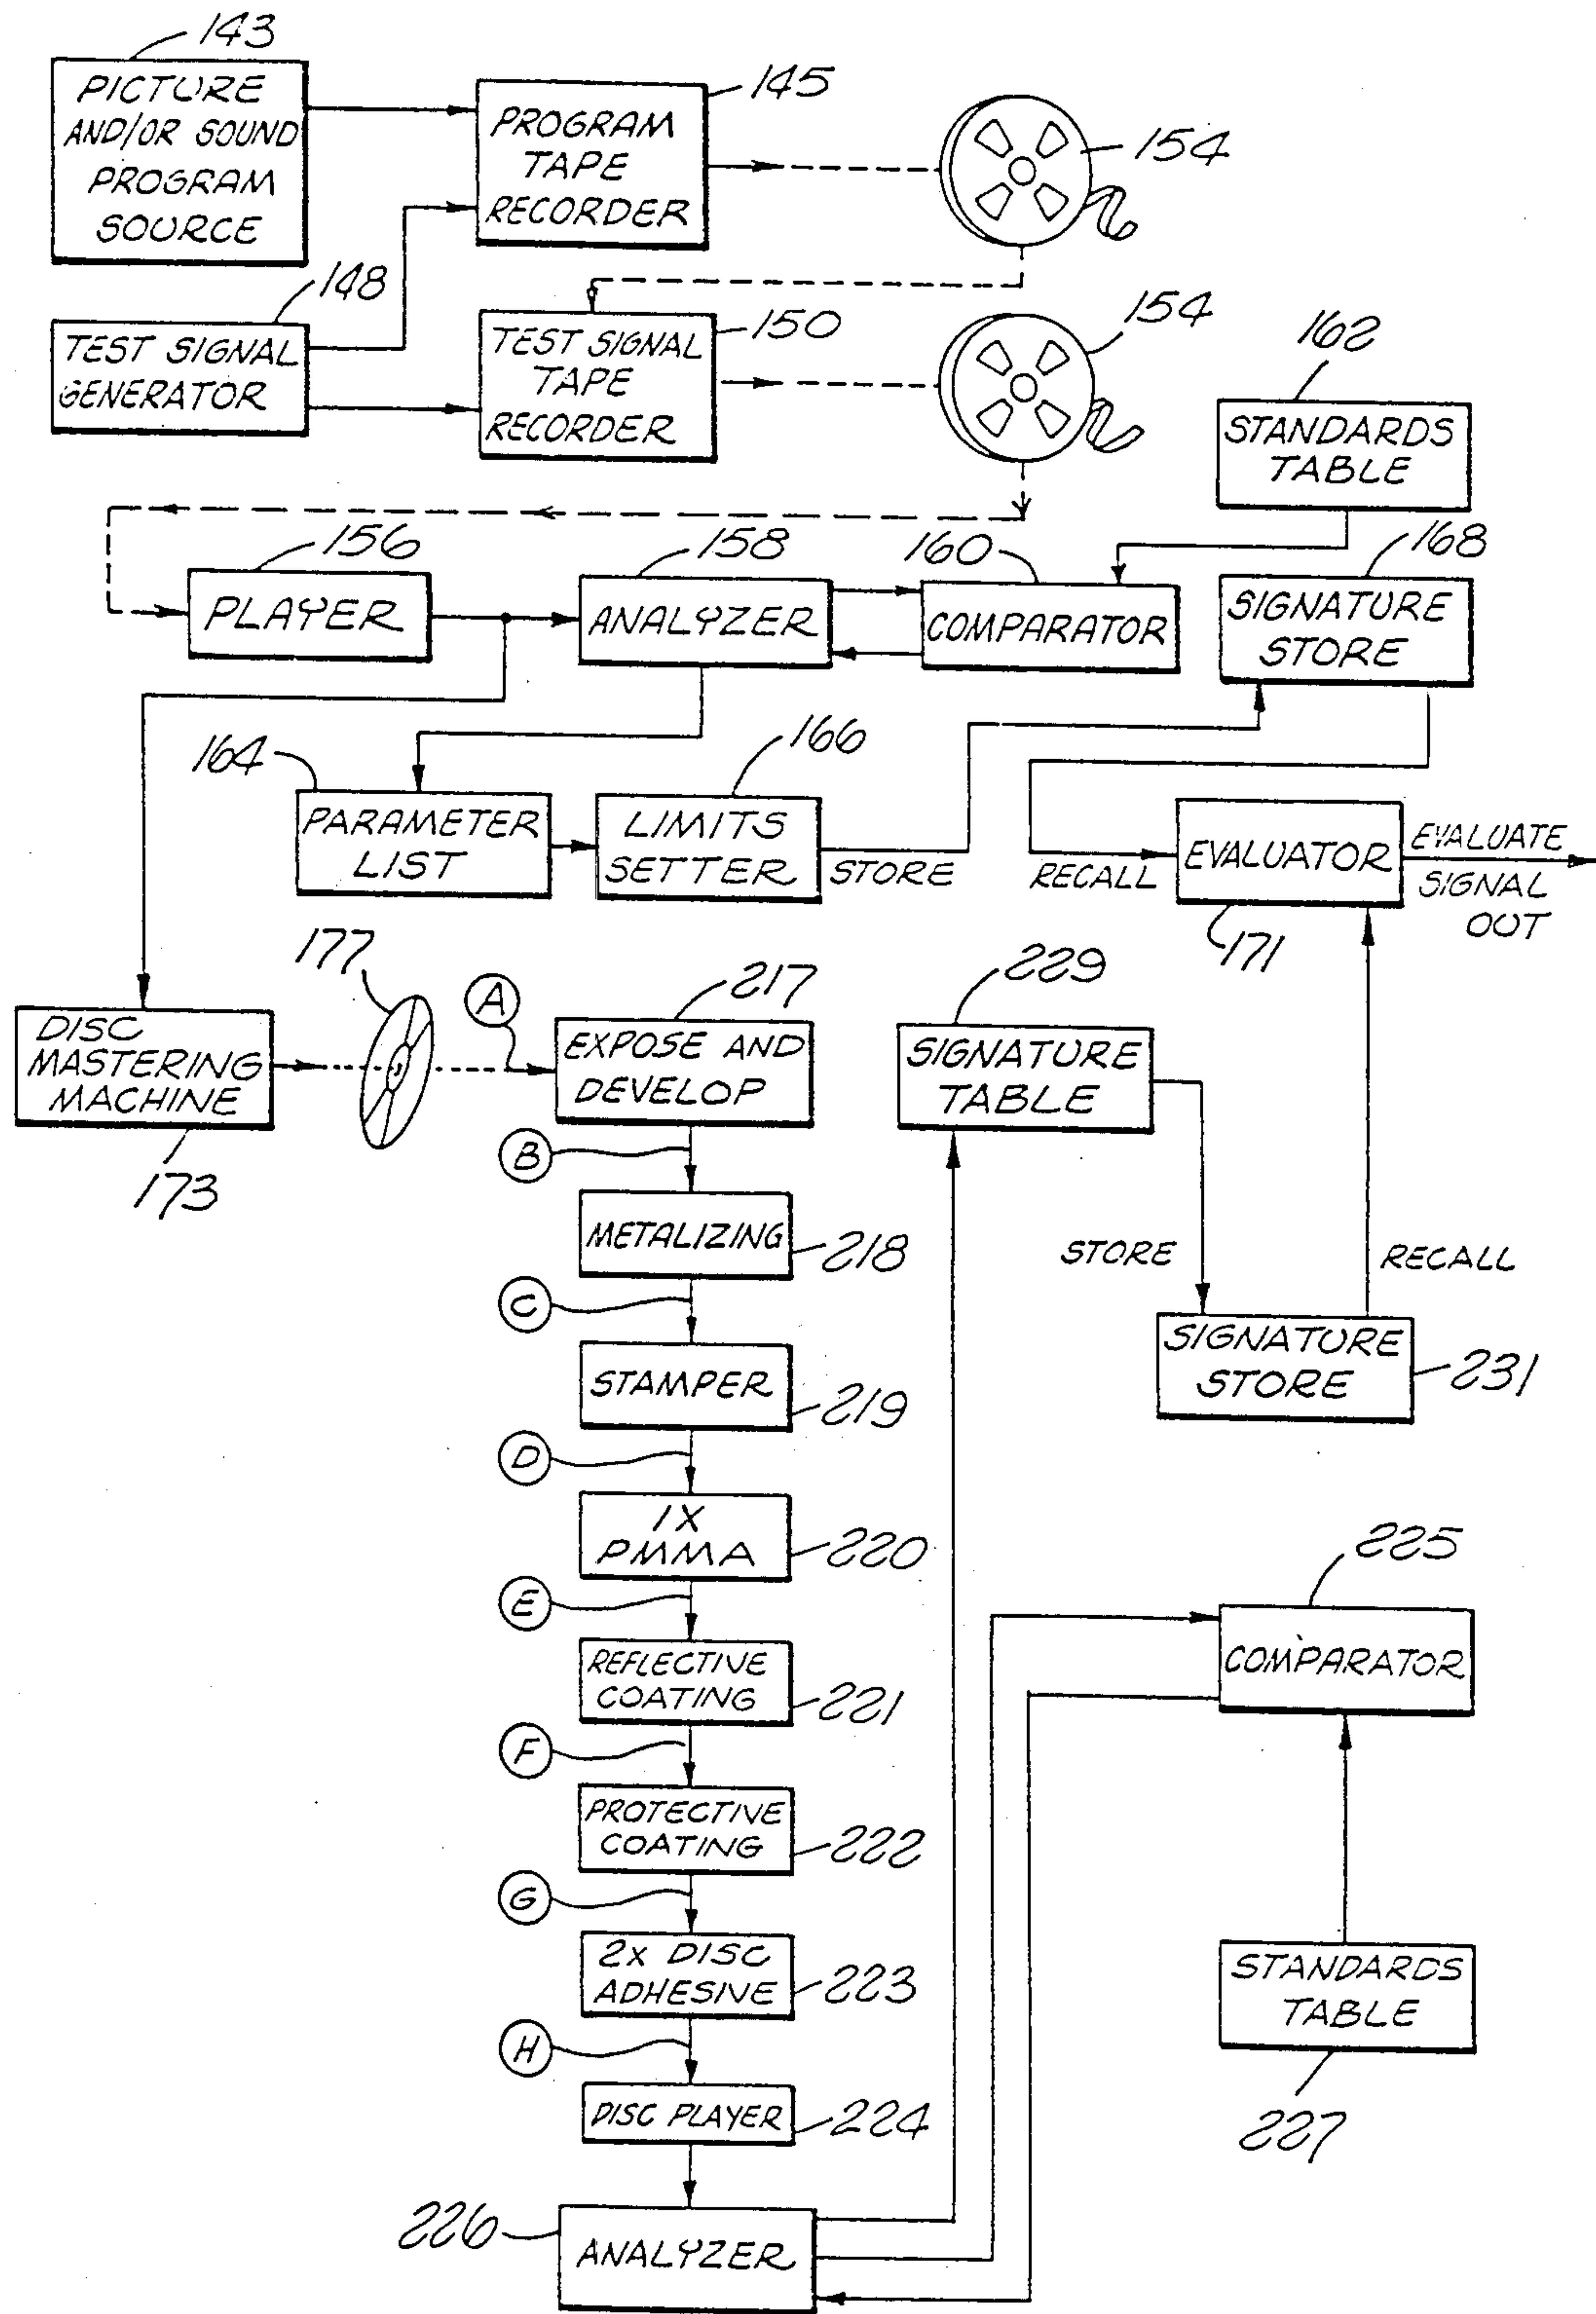 143
PICTURE
AND/OR SOUND
PROGRAM
SOURCE
145
PROGRAM
TAPE
RECORDER
154
148
TEST SIGNAL
GENERATOR
150
TEST SIGNAL
TAPE
RECORDER
154
162
STANDARDS
TABLE
156
PLAYER
158
ANALYZER
160
COMPARATOR
168
SIGNATURE
STORE
164
PARAMETER
LIST
166
LIMITS
SETTER
STORE
RECALL
EVALUATOR
171
EVALUATE
SIGNAL
OUT
DISC
MASTERING
MACHINE
173
177
A
217
EXPOSE AND
DEVELOP
229
SIGNATURE
TABLE
B
METALIZING
218
STORE
RECALL
C
STAMPER
219
SIGNATURE
STORE
231
D
1X
PMMA
220
E
REFLECTIVE
COATING
221
225
COMPARATOR
F
PROTECTIVE
COATING
222
G
2X DISC
ADHESIVE
223
STANDARDS
TABLE
227
H
DISC PLAYER
224
226
ANALYZER